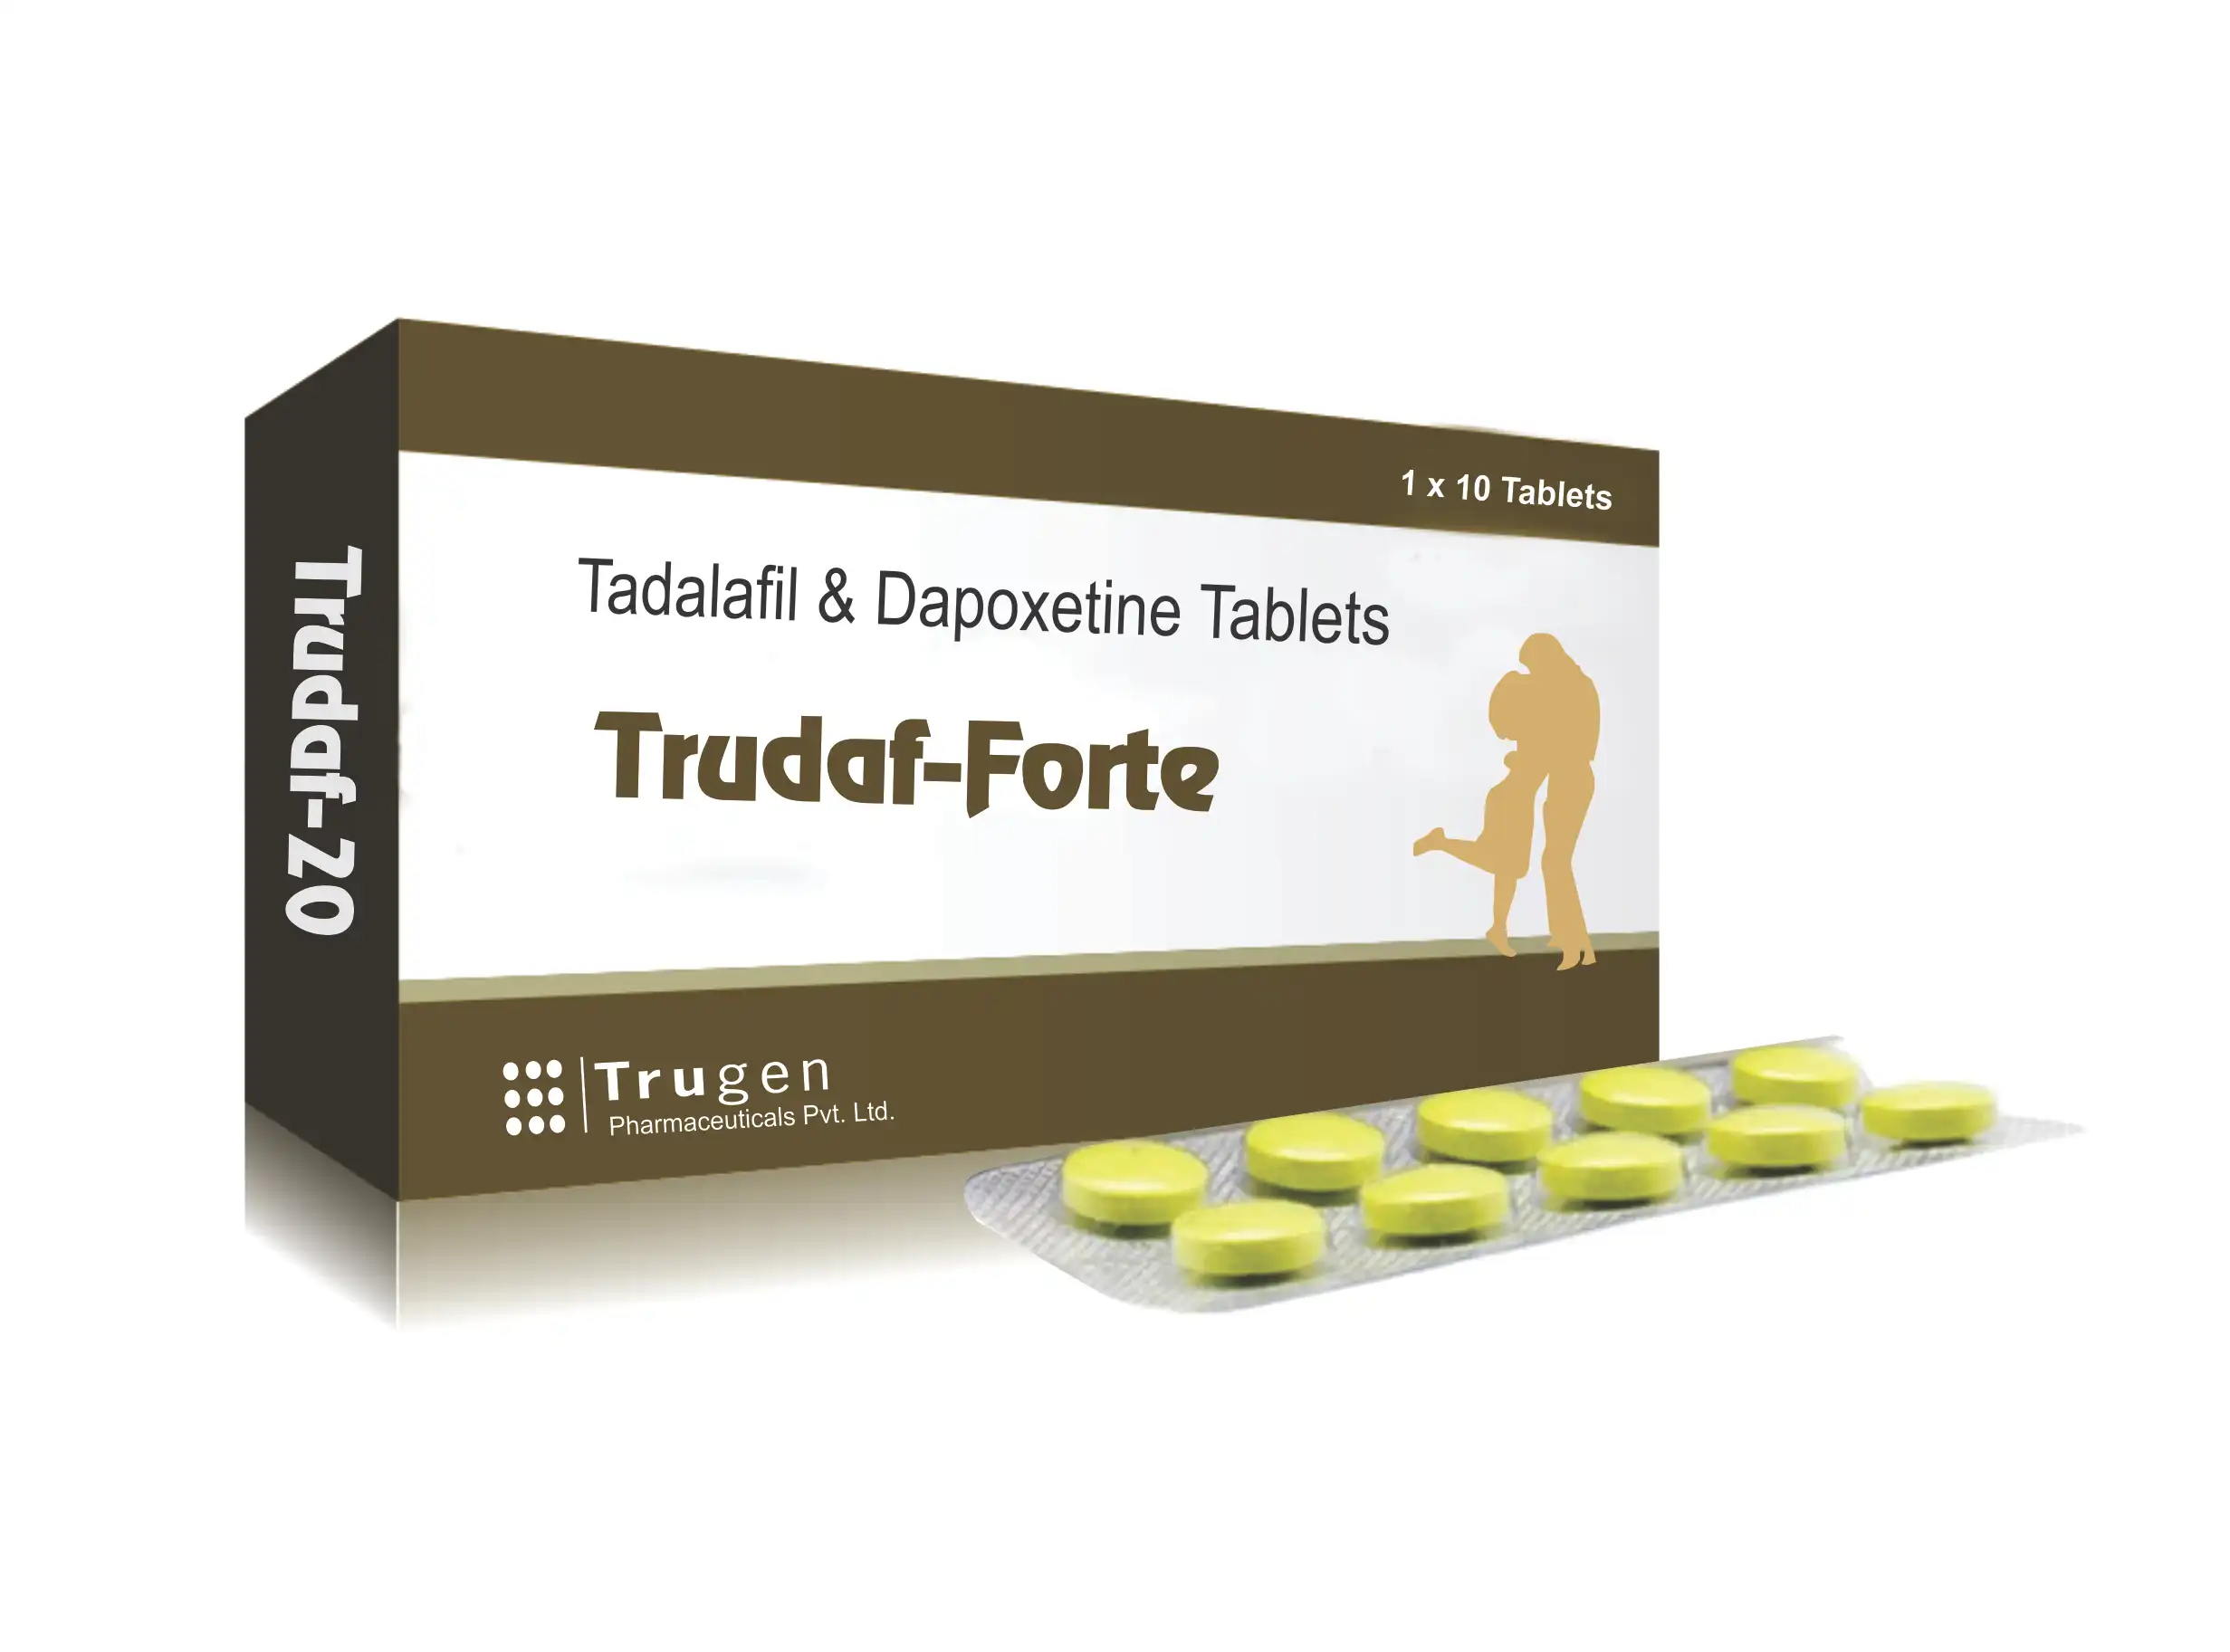 Trudaf-20
1 x 10 Tablets
Tadalafil & Dapoxetine Tablets
Trudaf-Forte
Trugen
Pharmaceuticals Pvt. Ltd.